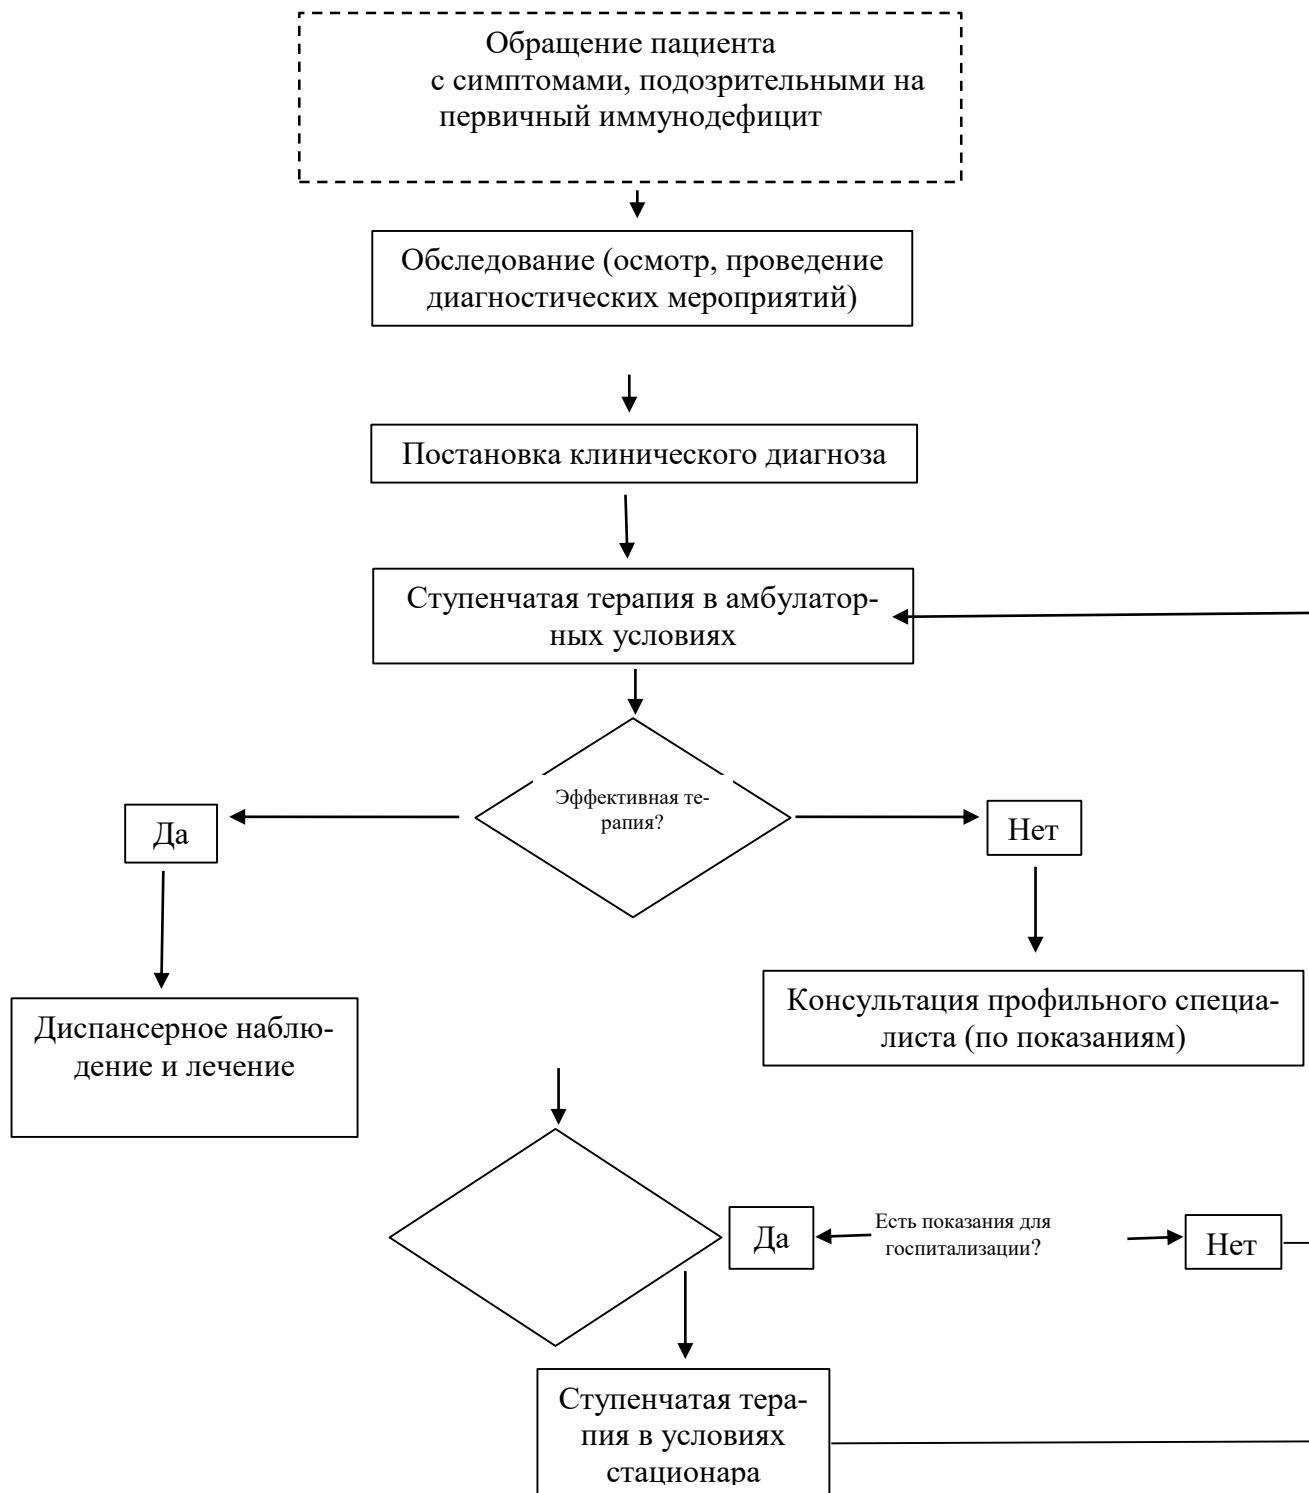 Обращение пациента
с симптомами, подозрительными на
первичный иммунодефицит
Обследование (осмотр, проведение
диагностических мероприятий)
Постановка клинического диагноза
Ступенчатая терапия в амбулатор-
ных условиях
Эффективная те-
рапия?
Да
Нет
Диспансерное наблю-
дение и лечение
Консультация профильного специа-
листа (по показаниям)
Да
Есть показания для
госпитализации?
Нет
Ступенчатая тера-
пия в условиях
стационара